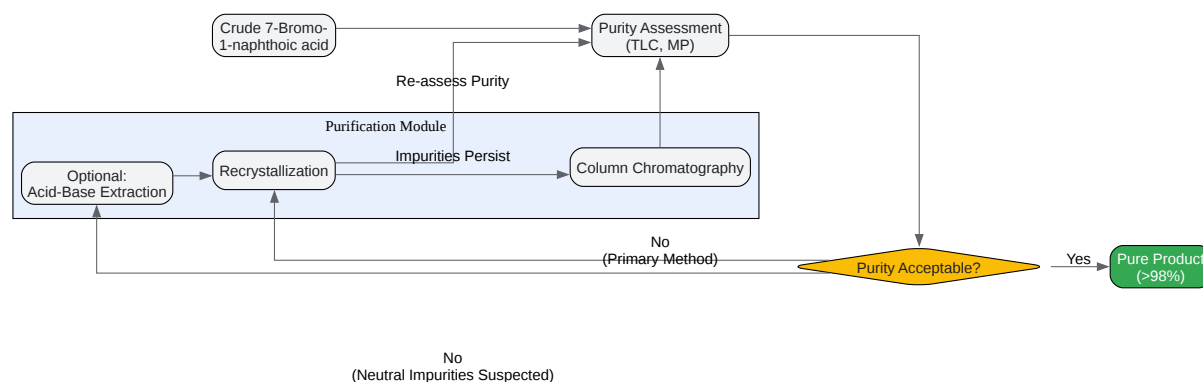 Crude 7-Bromo-
1-naphthoic acid
Purity Assessment
(TLC, MP)
Re-assess Purity
Purification Module
Impurities Persist
Optional:
Acid-Base Extraction
Recrystallization
Column Chromatography
No
(Primary Method)
Purity Acceptable?
Yes
Pure Product
(>98%)
No
(Neutral Impurities Suspected)